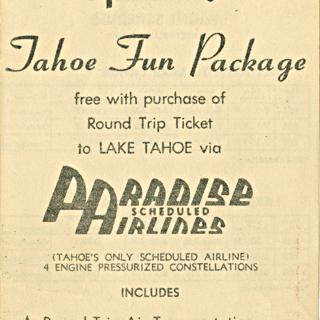 Tahoe Fun Package
free with purchase of
Round Trip Ticket
to LAKE TAHOE via
PARADISE
SCHEDULED
AIRLINES
(TAHOE'S ONLY SCHEDULED AIRLINE)
4 ENGINE PRESSURIZED CONSTELLATIONS
INCLUDES